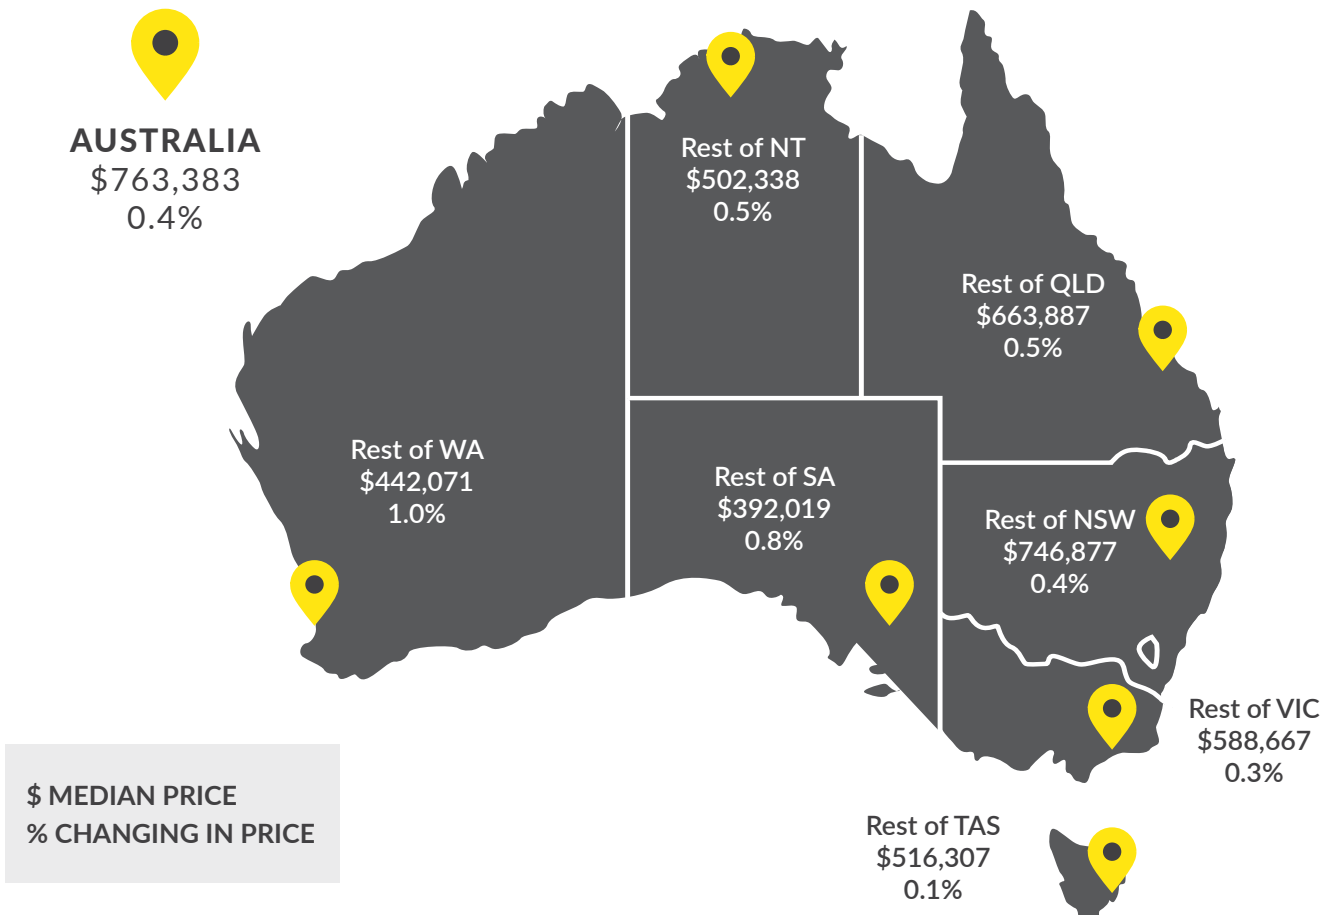 AUSTRALIA
$763,383
0.4%
Rest of NT
$502,338
0.5%
Rest of QLD
$663,887
0.5%
Rest of WA
$442,071
1.0%
Rest of SA
$392,019
0.8%
Rest of NSW
$746,877
0.4%
Rest of VIC
$588,667
0.3%
Rest of TAS
$516,307
0.1%
$ MEDIAN PRICE
% CHANGING IN PRICE